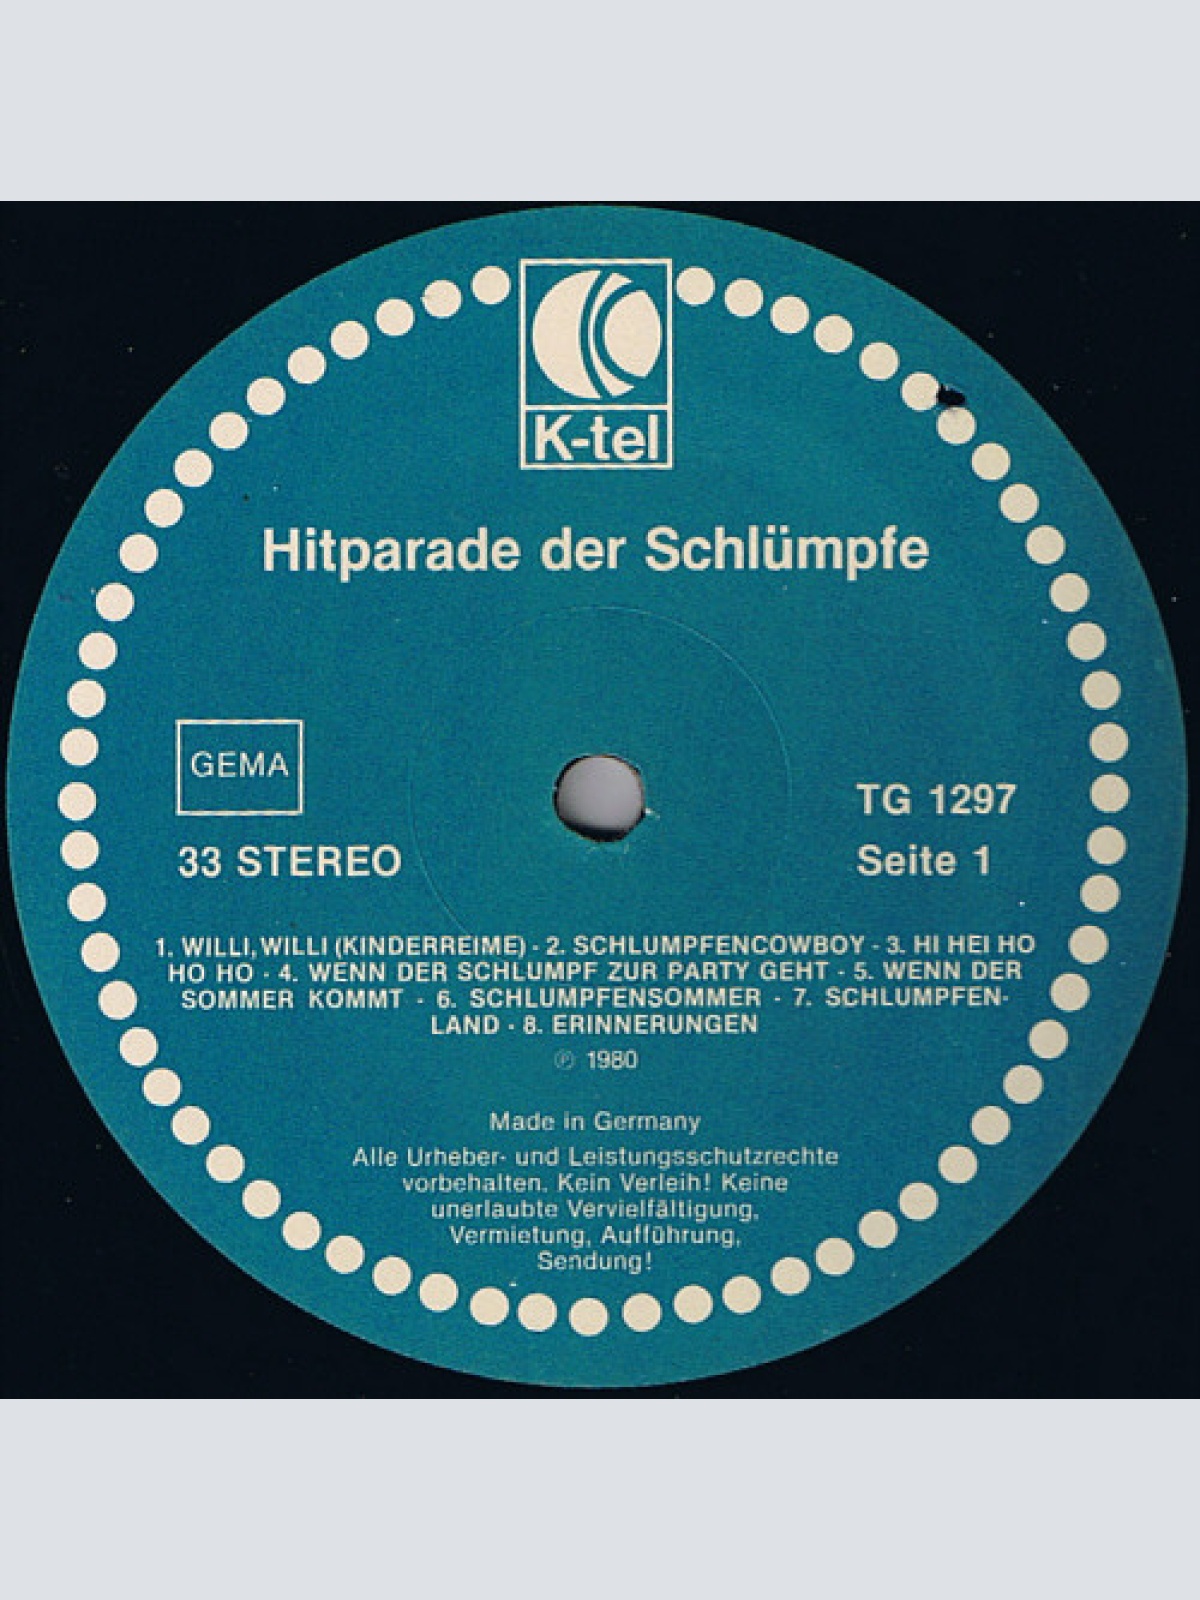 K-tel
Hitparade der Schlümpfe
GEMA
33 STEREO
TG 1297
Seite 1
1. WILLI, WILLI (KINDERREIME) · 2. SCHLUMPFENCOWBOY · 3. HI HEI HO
HO HO · 4. WENN DER SCHLUMPF ZUR PARTY GEHT · 5. WENN DER
SOMMER KOMMT · 6. SCHLUMPFENSOMMER · 7. SCHLUMPFEN-
LAND · 8. ERINNERUNGEN
℗ 1980
Made in Germany
Alle Urheber- und Leistungsschutzrechte
vorbehalten. Kein Verleih! Keine
unerlaubte Vervielfältigung,
Vermietung, Aufführung,
Sendung!